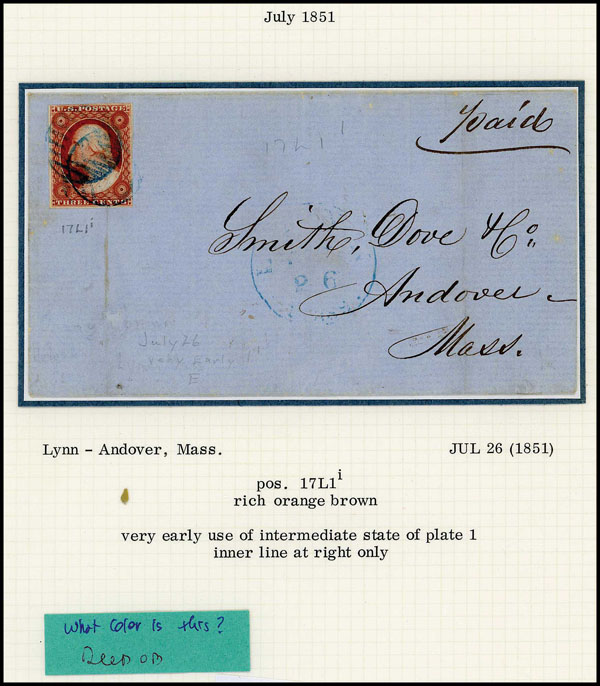 July 1851
U.S. POSTAGE
THREE CENTS
17L1i
17L1i
Paid
Smith, Dove & Co.
Andover
Mass.
26
July 26
very early 1i
E
Lynn - Andover, Mass.
JUL 26 (1851)
pos. 17L1i
rich orange brown
very early use of intermediate state of plate 1
inner line at right only
What color is this?